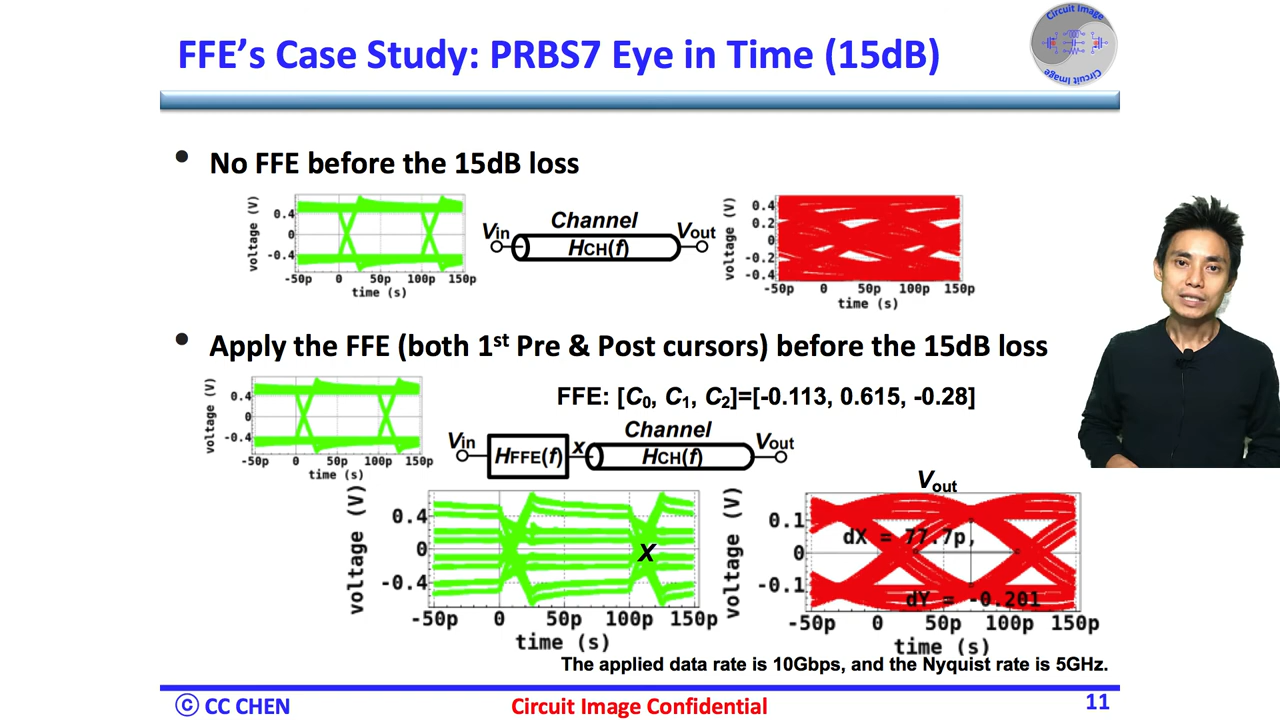 FFE’s Case Study: PRBS7 Eye in Time (15dB)
Circuit Image
Circuit Image
• No FFE before the 15dB loss
voltage (V)
0.4
0
-0.4
-50p 0 50p 100p 150p
time (s)
Vin
Channel
HCH(f)
Vout
voltage (V)
0.4
0.2
0
-0.2
-0.4
-50p 0 50p 100p 150p
time (s)
• Apply the FFE (both 1st Pre & Post cursors) before the 15dB loss
voltage (V)
0.4
0
-0.4
-50p 0 50p 100p 150p
time (s)
FFE: [C0, C1, C2]=[-0.113, 0.615, -0.28]
Vin
HFFE(f)
x
Channel
HCH(f)
Vout
voltage (V)
0.4
0
-0.4
X
-50p 0 50p 100p 150p
time (s)
Vout
voltage (V)
0.1
0
-0.1
dX = 77.7p,
dY = -0.201
-50p 0 50p 100p 150p
time (s)
The applied data rate is 10Gbps, and the Nyquist rate is 5GHz.
© CC CHEN
Circuit Image Confidential
11